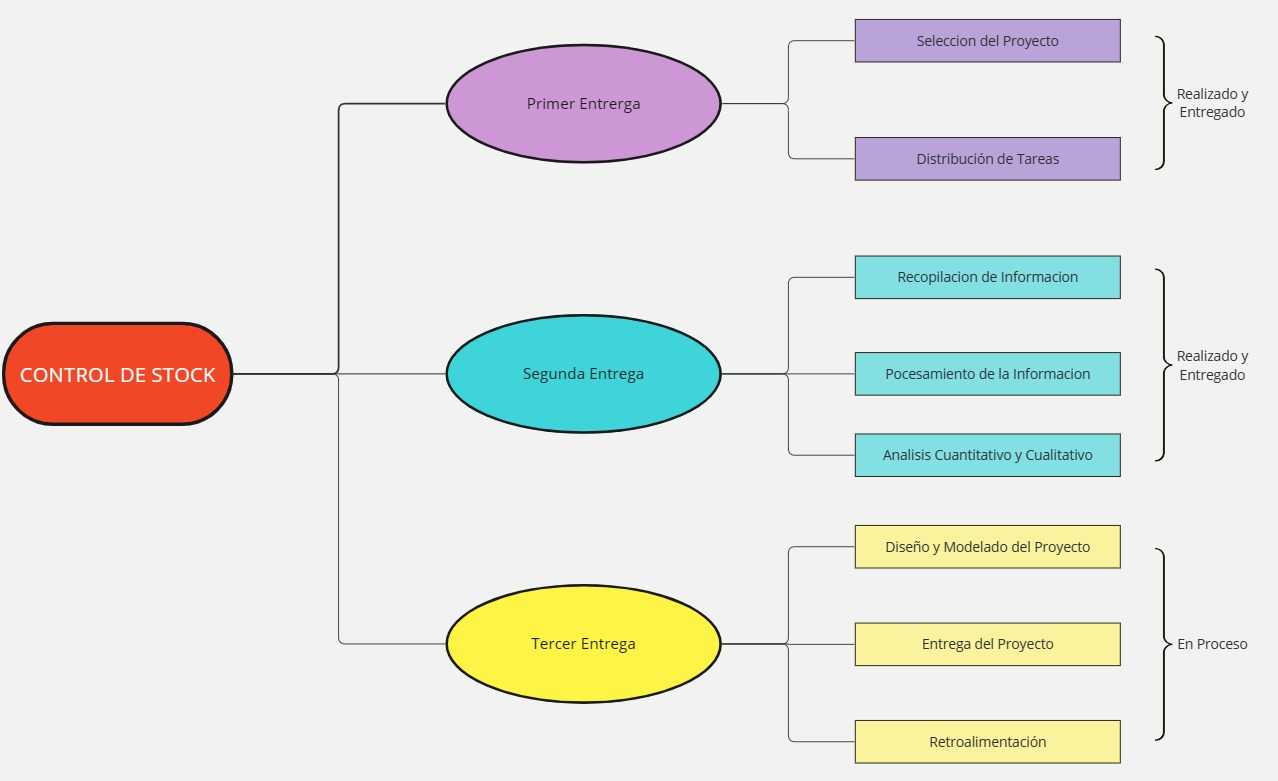 CONTROL DE STOCK
Primer Entrerga
Seleccion del Proyecto
Distribución de Tareas
Realizado y
Entregado
Segunda Entrega
Recopilacion de Informacion
Pocesamiento de la Informacion
Analisis Cuantitativo y Cualitativo
Realizado y
Entregado
Tercer Entrega
Diseño y Modelado del Proyecto
Entrega del Proyecto
Retroalimentación
En Proceso